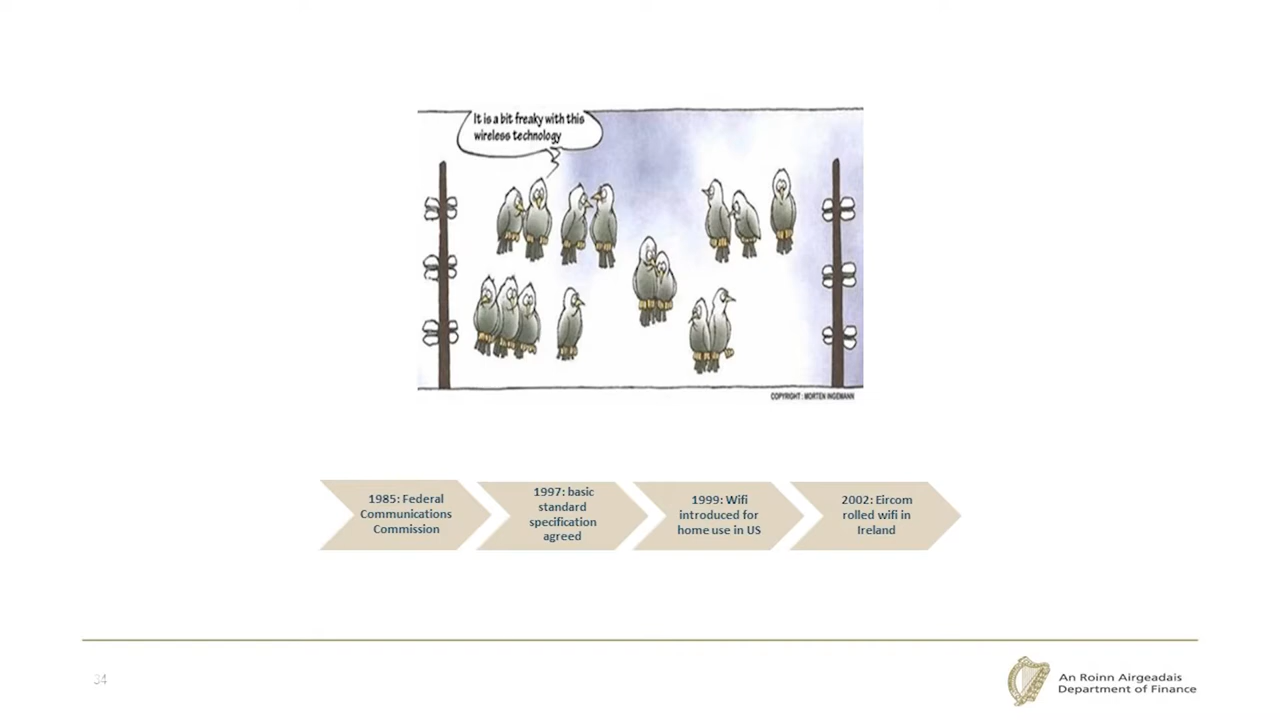 It is a bit freaky with this
wireless technology
COPYRIGHT : MORTEN INGEMANN
1985: Federal
Communications
Commission
1997: basic
standard
specification
agreed
1999: Wifi
introduced for
home use in US
2002: Eircom
rolled wifi in
Ireland
34
An Roinn Airgeadais
Department of Finance